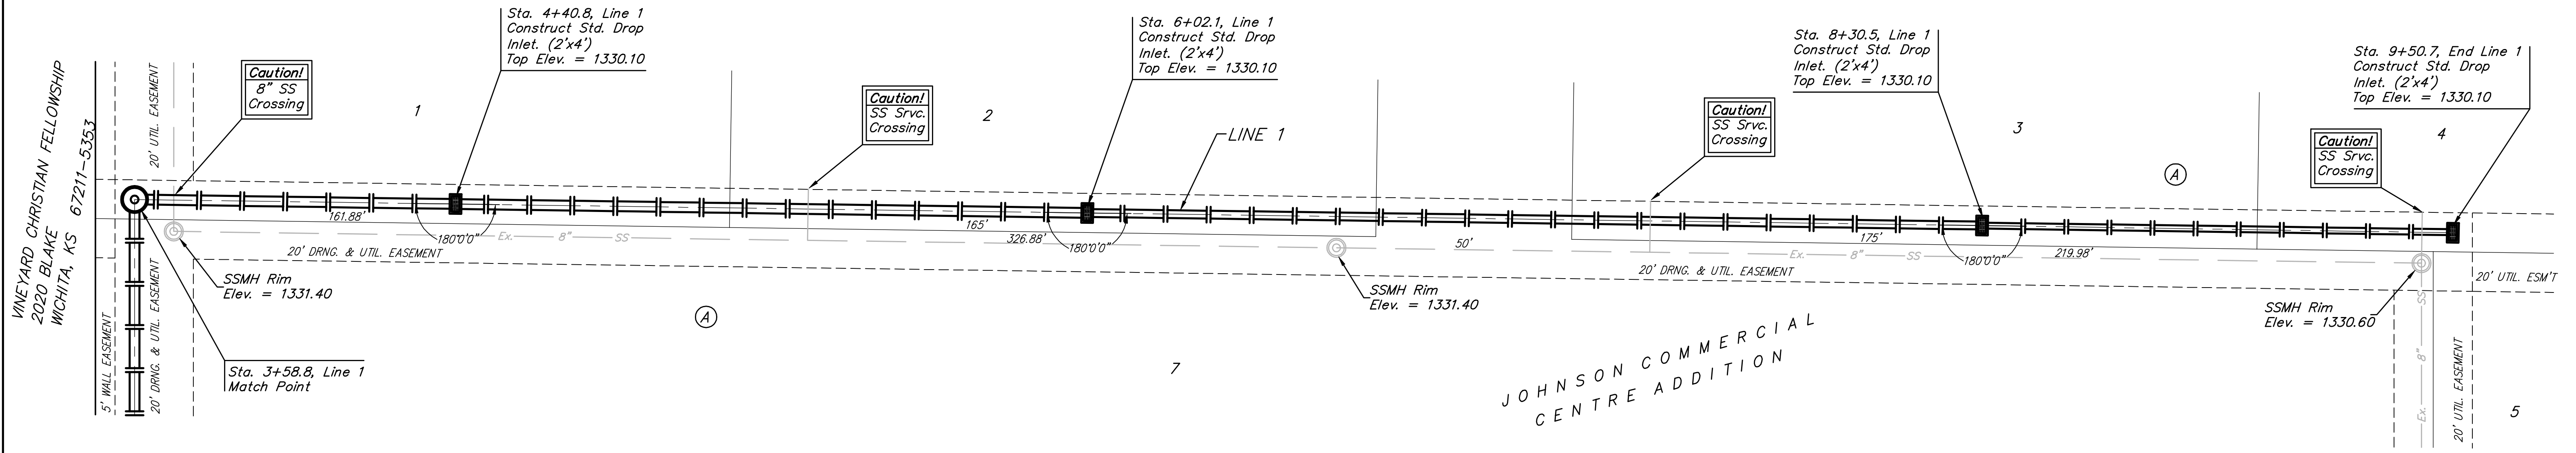 VINEYARD CHRISTIAN FELLOWSHIP
2020 BLAKE
WICHITA, KS 67211-5353
20' UTIL. EASEMENT
Caution!
8" SS
Crossing
1
Sta. 4+40.8, Line 1
Construct Std. Drop
Inlet. (2'x4')
Top Elev. = 1330.10
Caution!
SS Srvc.
Crossing
2
Sta. 6+02.1, Line 1
Construct Std. Drop
Inlet. (2'x4')
Top Elev. = 1330.10
LINE 1
Caution!
SS Srvc.
Crossing
Sta. 8+30.5, Line 1
Construct Std. Drop
Inlet. (2'x4')
Top Elev. = 1330.10
3
A
Caution!
SS Srvc.
Crossing
Sta. 9+50.7, End Line 1
Construct Std. Drop
Inlet. (2'x4')
Top Elev. = 1330.10
4
161.88'
180°0'0"
Ex. 8" SS
165'
326.88'
180°0'0"
50'
175'
Ex. 8" SS
180°0'0"
219.98'
20' DRNG. & UTIL. EASEMENT
20' DRNG. & UTIL. EASEMENT
20' UTIL. ESM'T
SSMH Rim
Elev. = 1331.40
SSMH Rim
Elev. = 1331.40
SSMH Rim
Elev. = 1330.60
A
5' WALL EASEMENT
20' DRNG. & UTIL. EASEMENT
Sta. 3+58.8, Line 1
Match Point
7
JOHNSON COMMERCIAL
CENTRE ADDITION
Ex. 8" SS
20' UTIL. EASEMENT
5